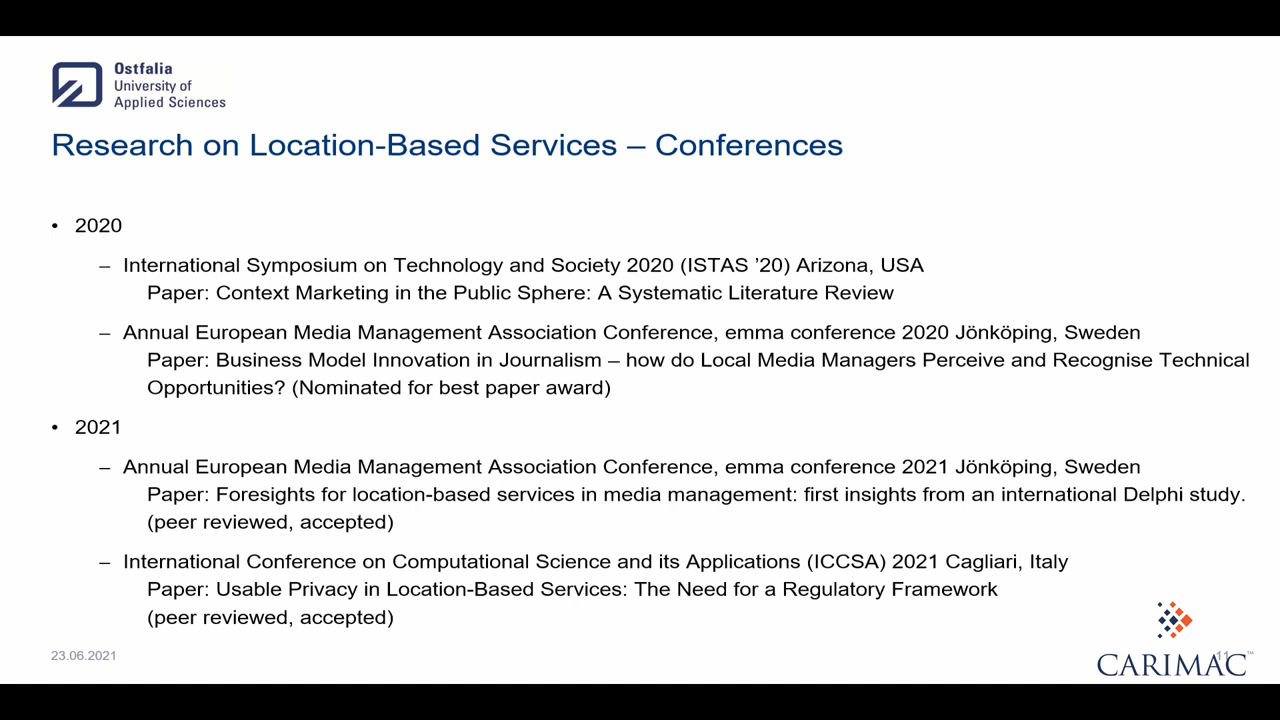 Ostfalia
University of
Applied Sciences
Research on Location-Based Services – Conferences
• 2020
– International Symposium on Technology and Society 2020 (ISTAS ’20) Arizona, USA
Paper: Context Marketing in the Public Sphere: A Systematic Literature Review
– Annual European Media Management Association Conference, emma conference 2020 Jönköping, Sweden
Paper: Business Model Innovation in Journalism – how do Local Media Managers Perceive and Recognise Technical
Opportunities? (Nominated for best paper award)
• 2021
– Annual European Media Management Association Conference, emma conference 2021 Jönköping, Sweden
Paper: Foresights for location-based services in media management: first insights from an international Delphi study.
(peer reviewed, accepted)
– International Conference on Computational Science and its Applications (ICCSA) 2021 Cagliari, Italy
Paper: Usable Privacy in Location-Based Services: The Need for a Regulatory Framework
(peer reviewed, accepted)
23.06.2021
11
CARIMAC™